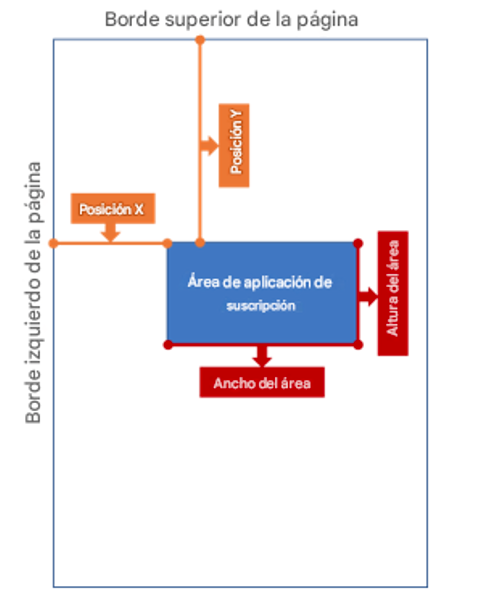 Borde superior de la página
Posición Y
Borde izquierdo de la página
Posición X
Área de aplicación de
suscripción
Altura del área
Ancho del área